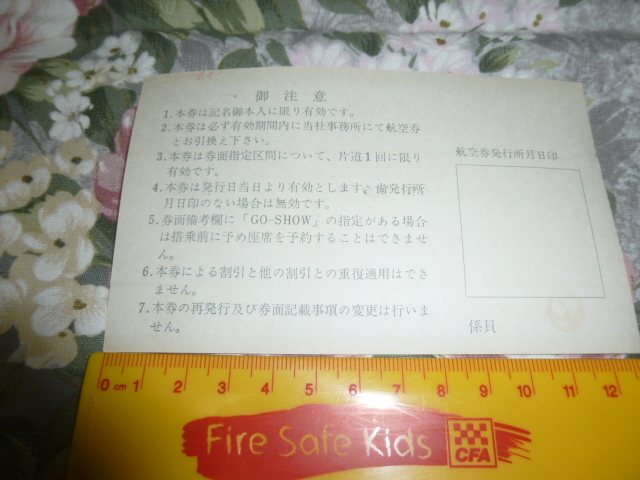 御注意
1.本券は記名御本人に限り有効です。
2.本券は必ず有効期間内に当社事務所にて航空券
とお引換え下さい。
3.本券は券面指定区間について、片道1回に限り
有効です。
4.本券は発行日当日より有効とします。尚発行所
月日印のない場合は無効です。
5.券面備考欄に「GO-SHOW」の指定がある場合
は搭乗前に予め座席を予約することはできませ
ん。
6.本券による割引と他の割引との重復適用はでき
ません。
7.本券の再発行及び券面記載事項の変更は行いま
せん。
航空券発行所月日印
係員
0 cm 1 2 3 4 5 6 7 8 9 10 11 12
Fire Safe Kids
CFA